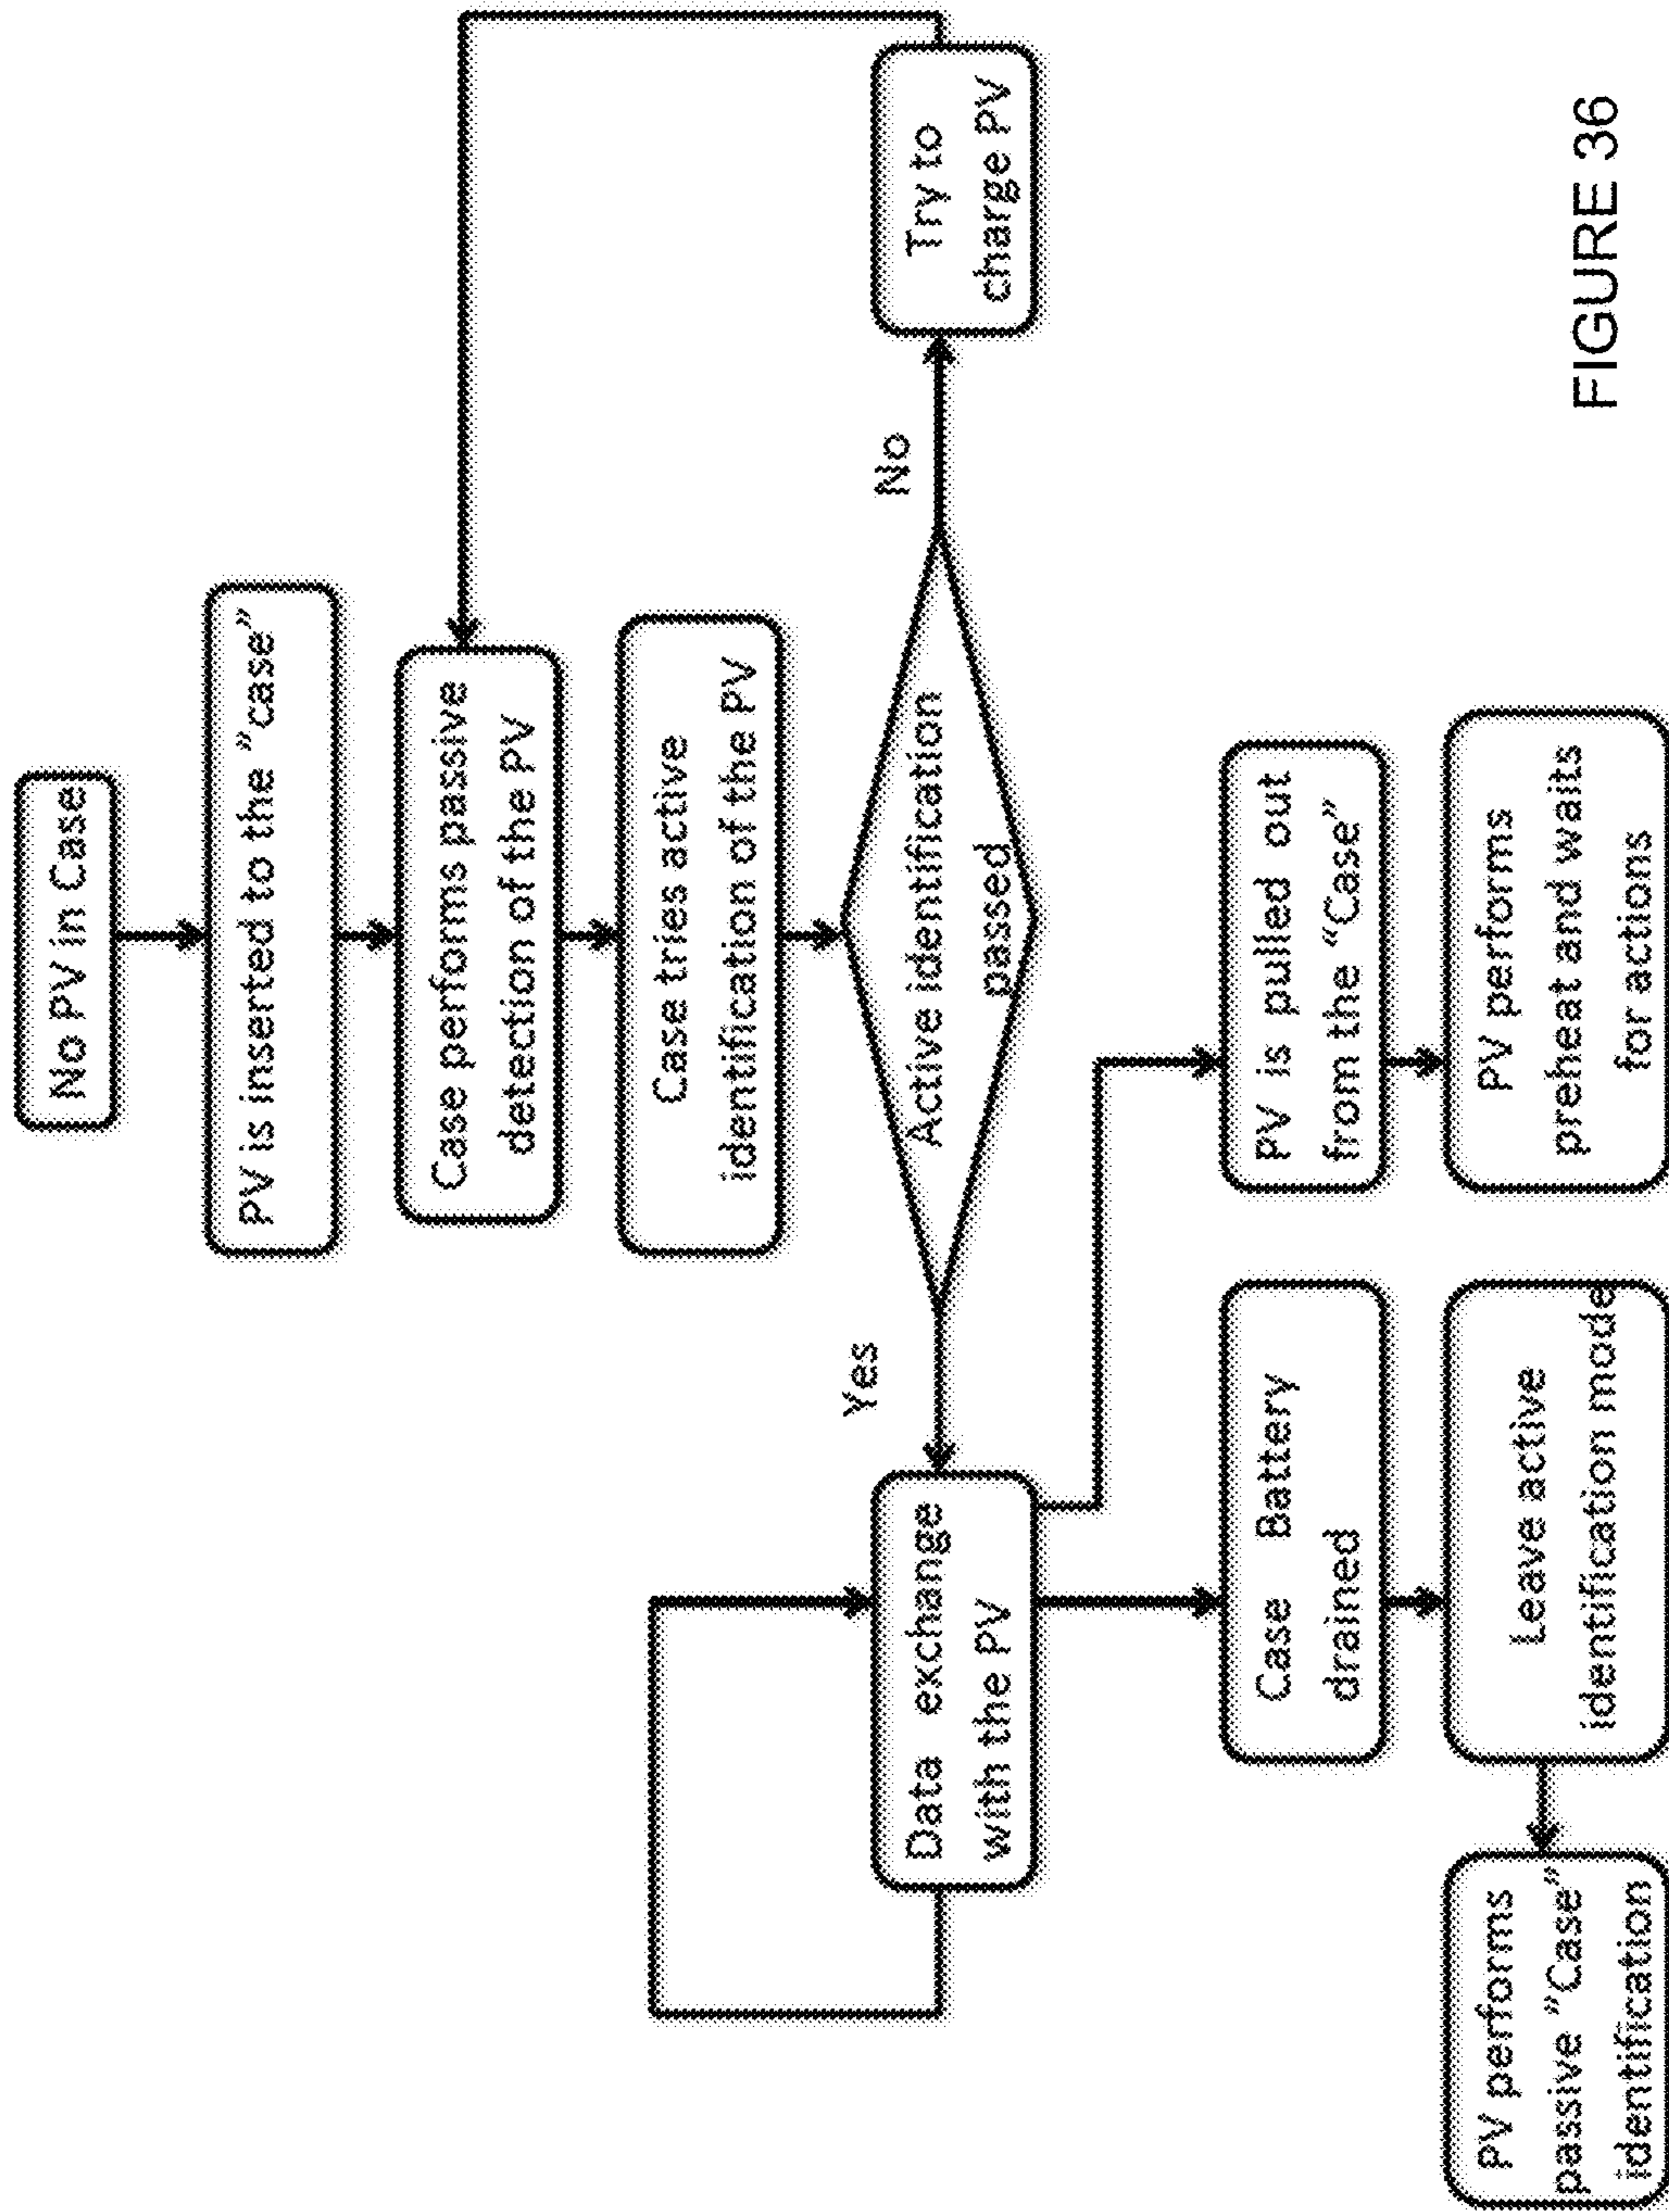 No PV in Case
PV is inserted to the "case"
Case performs passive
detection of the PV
Case tries active
identification of the PV
Active identification
passed
Yes
No
Try to
charge PV
Data exchange
with the PV
Case Battery
drained
PV is pulled out
from the "Case"
Leave active
identification mode
PV performs
preheat and waits
for actions
PV performs
passive "Case"
identification
FIGURE 36